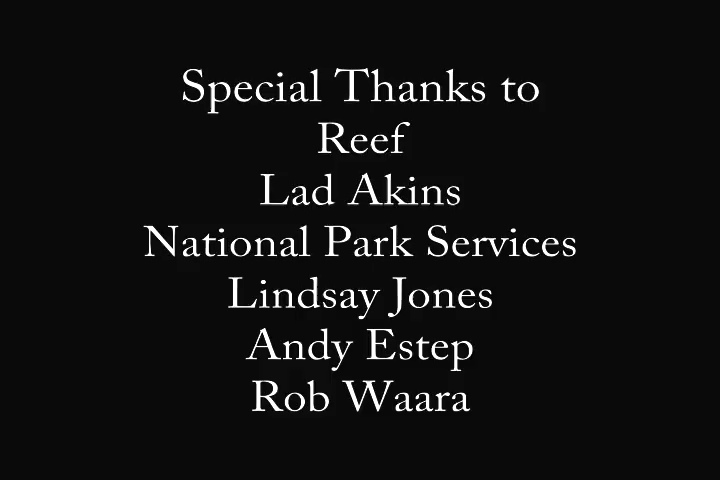 Special Thanks to
Reef
Lad Akins
National Park Services
Lindsay Jones
Andy Estep
Rob Waara